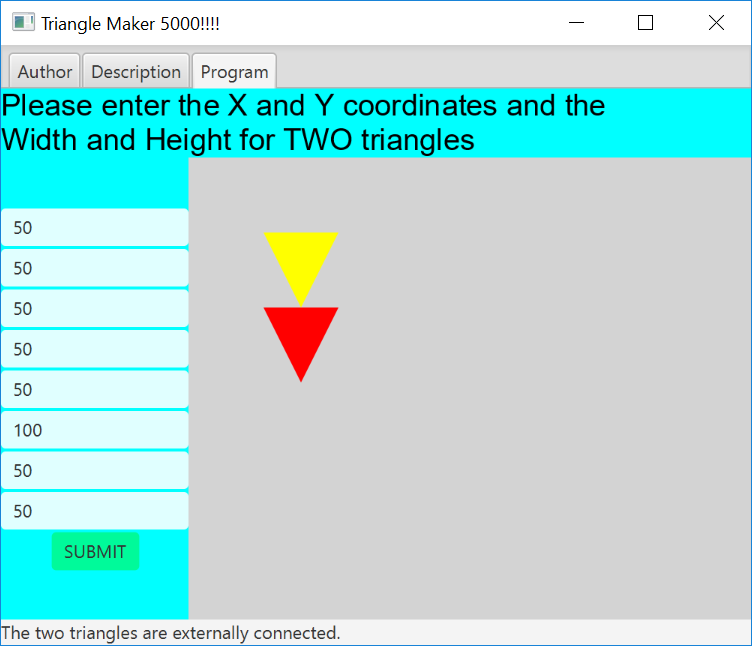 Triangle Maker 5000!!!!
Author Description Program
Please enter the X and Y coordinates and the
Width and Height for TWO triangles
50
50
50
50
50
100
50
50
SUBMIT
The two triangles are externally connected.